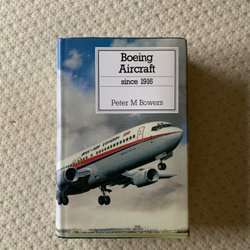 Boeing
Aircraft
since 1916
Peter M Bowers